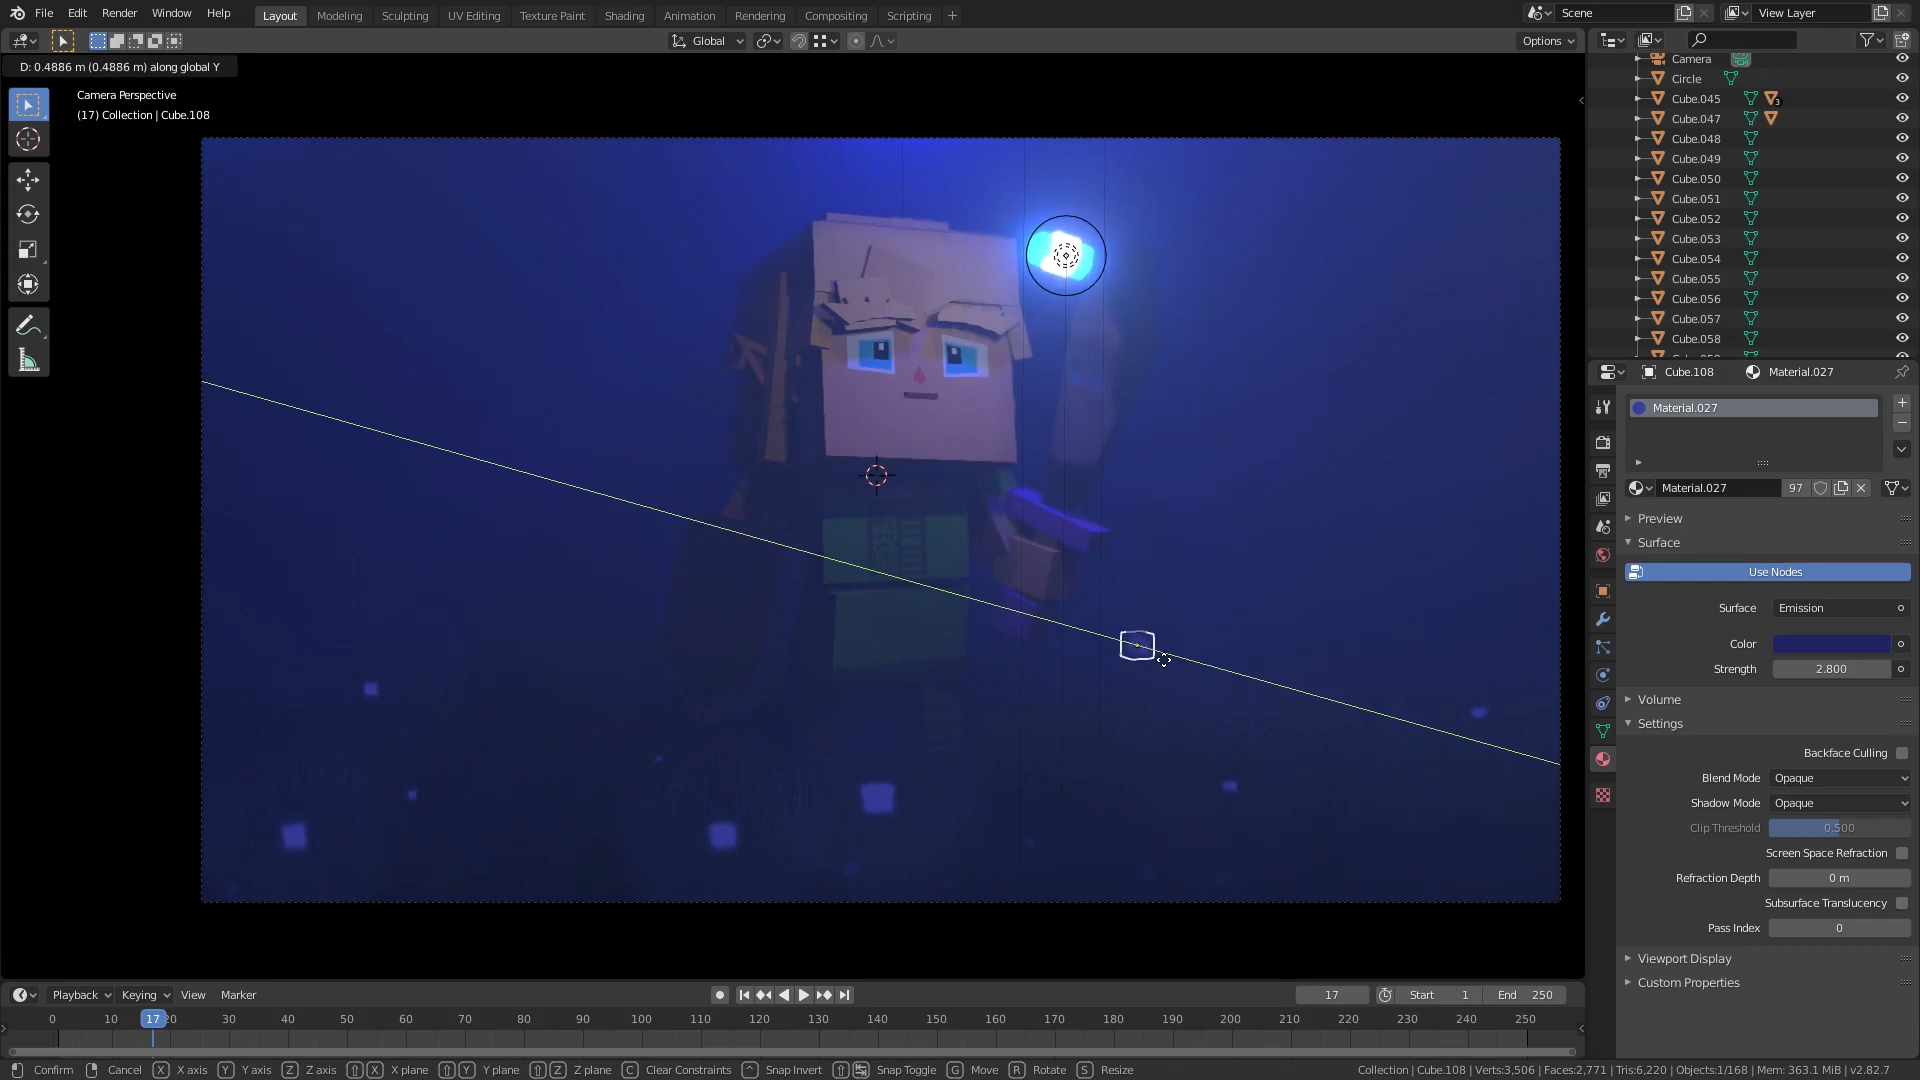 File Edit Render Window Help Layout Modeling Sculpting UV Editing Texture Paint Shading Animation Rendering Compositing Scripting + Scene View Layer
Global Options
D: 0.4886 m (0.4886 m) along global Y
Camera Perspective
(17) Collection | Cube.108
Camera
Circle
Cube.045 3
Cube.047
Cube.048
Cube.049
Cube.050
Cube.051
Cube.052
Cube.053
Cube.054
Cube.055
Cube.056
Cube.057
Cube.058
Cube.108 Material.027
Material.027
Material.027 97
Preview
Surface
Use Nodes
Surface Emission
Color
Strength 2.800
Volume
Settings
Backface Culling
Blend Mode Opaque
Shadow Mode Opaque
Clip Threshold 0.500
Screen Space Refraction
Refraction Depth 0 m
Subsurface Translucency
Pass Index 0
Viewport Display
Custom Properties
Playback Keying View Marker 17 Start 1 End 250
0 10 17 20 30 40 50 60 70 80 90 100 110 120 130 140 150 160 170 180 190 200 210 220 230 240 250
Confirm Cancel X X axis Y Y axis Z Z axis X X plane Y Y plane Z Z plane C Clear Constraints ^ Snap Invert Snap Toggle G Move R Rotate S Resize Collection | Cube.108 | Verts:3,506 | Faces:2,771 | Tris:6,220 | Objects:1/168 | Mem: 363.1 MiB | v2.82.7